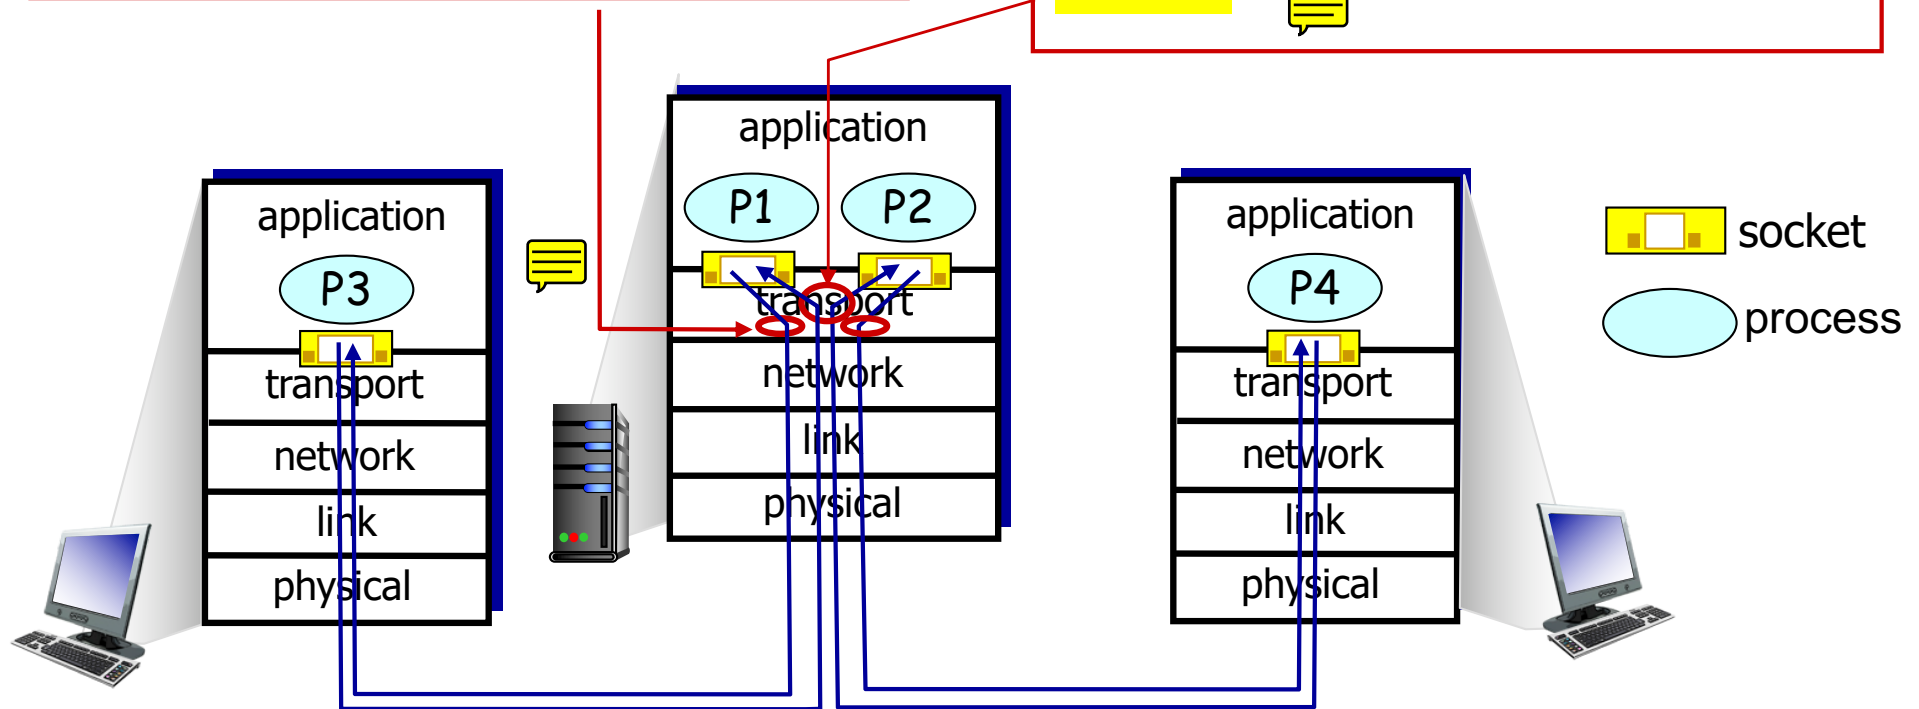 application
P1
P2
transport
network
link
physical
application
P3
transport
network
link
physical
application
P4
transport
network
link
physical
socket
process